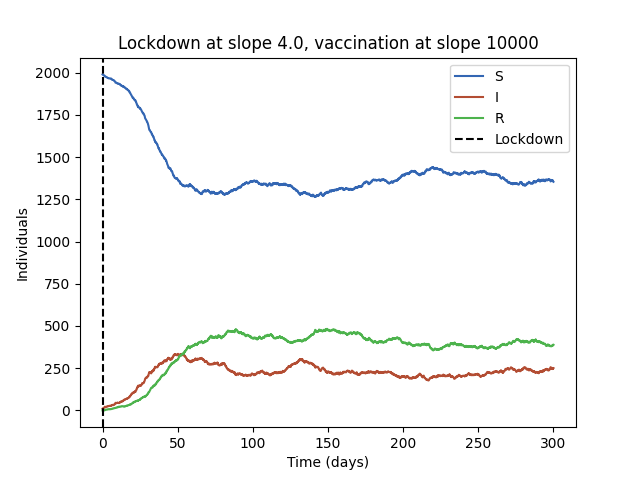 Lockdown at slope 4.0, vaccination at slope 10000
S
I
R
Lockdown
Individuals
2000
1750
1500
1250
1000
750
500
250
0
0 50 100 150 200 250 300
Time (days)